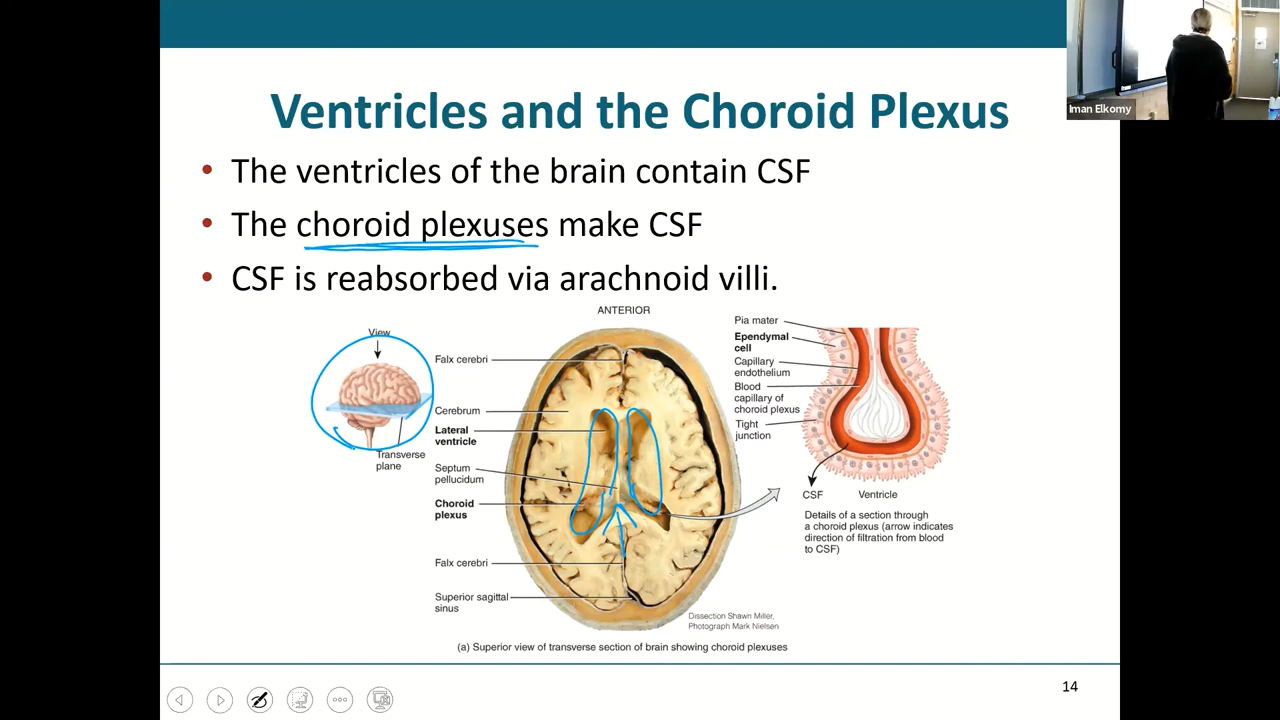 Iman Elkomy
Ventricles and the Choroid Plexus
• The ventricles of the brain contain CSF
• The choroid plexuses make CSF
• CSF is reabsorbed via arachnoid villi.
View
Transverse
plane
ANTERIOR
Falx cerebri
Cerebrum
Lateral
ventricle
Septum
pellucidum
Choroid
plexus
Falx cerebri
Superior sagittal
sinus
Pia mater
Ependymal
cell
Capillary
endothelium
Blood
capillary of
choroid plexus
Tight
junction
CSF
Ventricle
Details of a section through
a choroid plexus (arrow indicates
direction of filtration from blood
to CSF)
Dissection Shawn Miller,
Photograph Mark Nielsen
(a) Superior view of transverse section of brain showing choroid plexuses
14